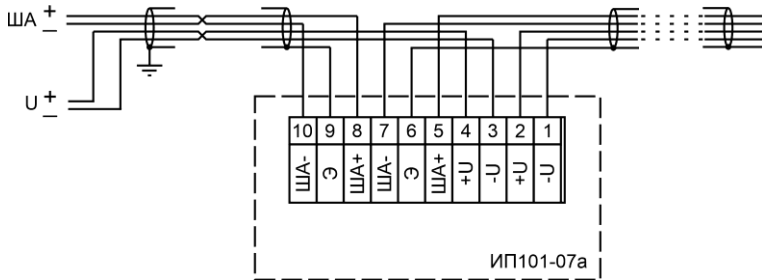 ША + −
U + −
10 9 8 7 6 5 4 3 2 1
ША- Э ША+ ША- Э ША+ +U -U +U -U
ИП101-07а